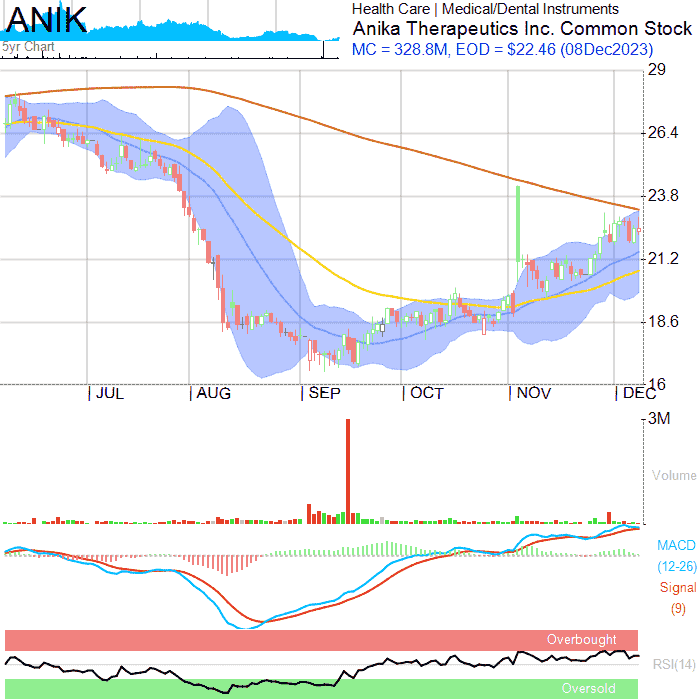 ANIK
5yr Chart
Health Care | Medical/Dental Instruments
Anika Therapeutics Inc. Common Stock
MC = 328.8M, EOD = $22.46 (08Dec2023)
29
26.4
23.8
21.2
18.6
16
JUL AUG SEP OCT NOV DEC
3M
Volume
MACD
(12-26)
Signal
(9)
Overbought
RSI(14)
Oversold